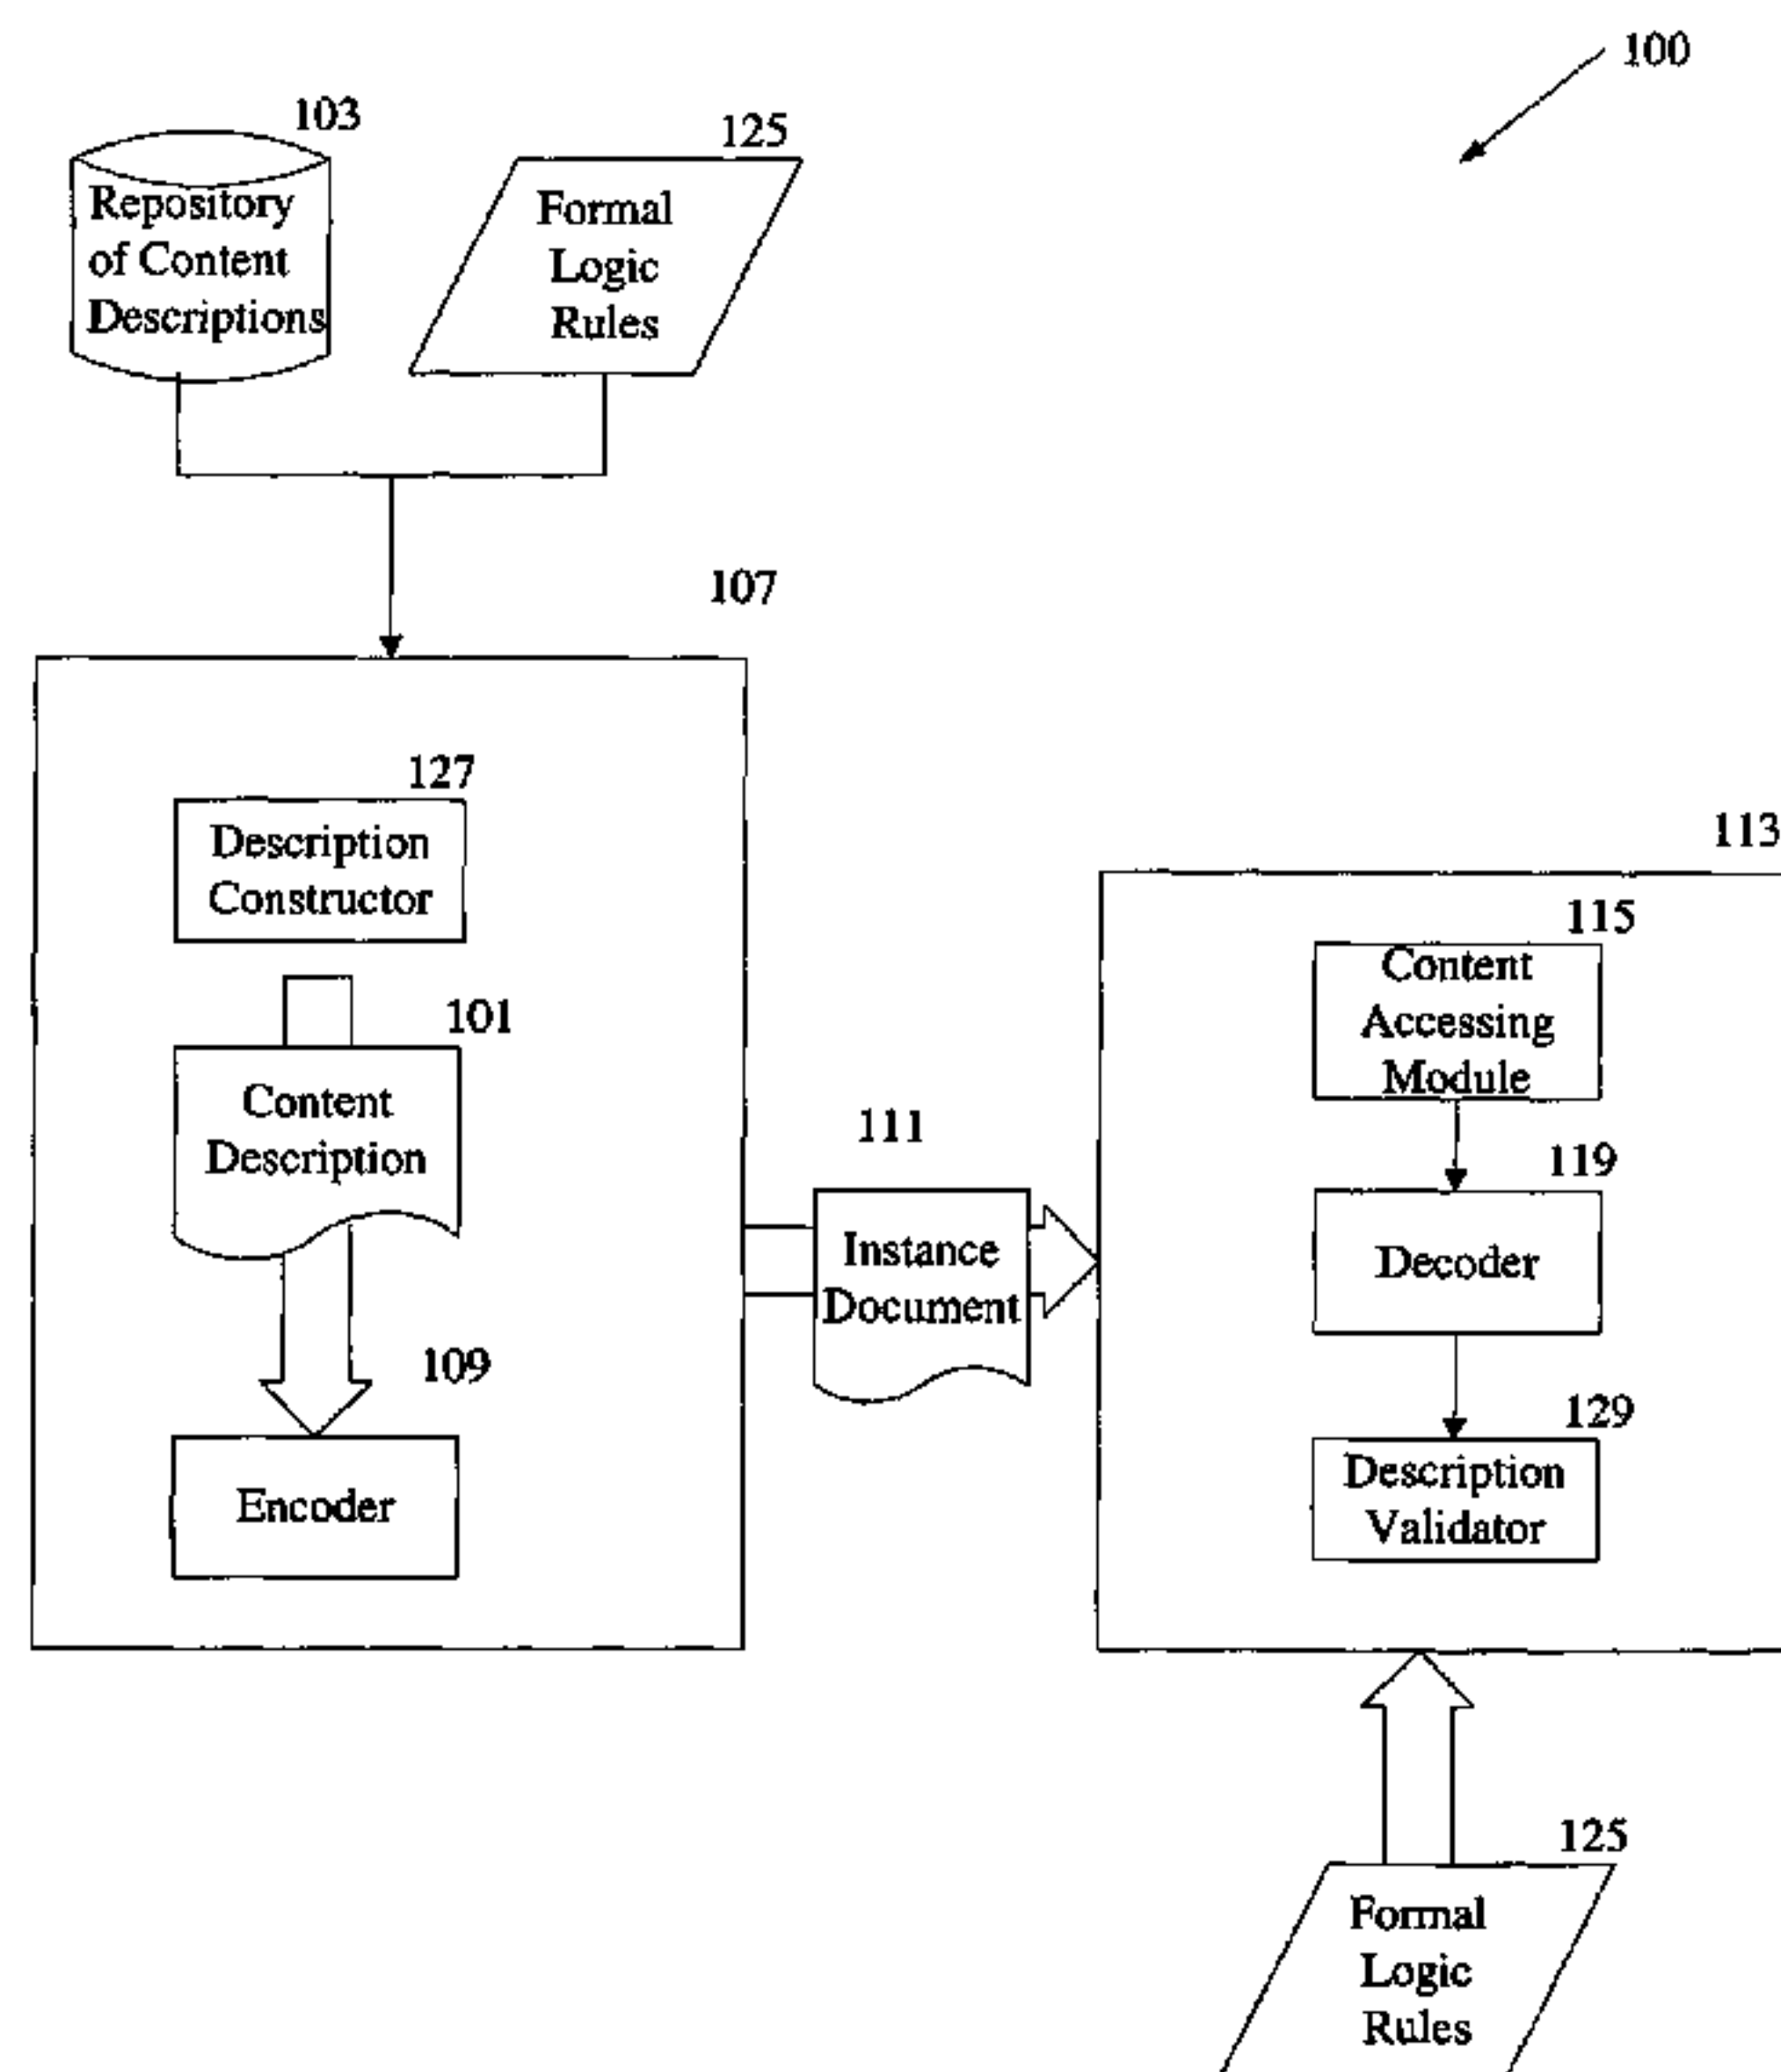 100
103
Repository
of Content
Descriptions
125
Formal
Logic
Rules
107
127
Description
Constructor
101
Content
Description
109
Encoder
111
Instance
Document
113
115
Content
Accessing
Module
119
Decoder
129
Description
Validator
125
Formal
Logic
Rules